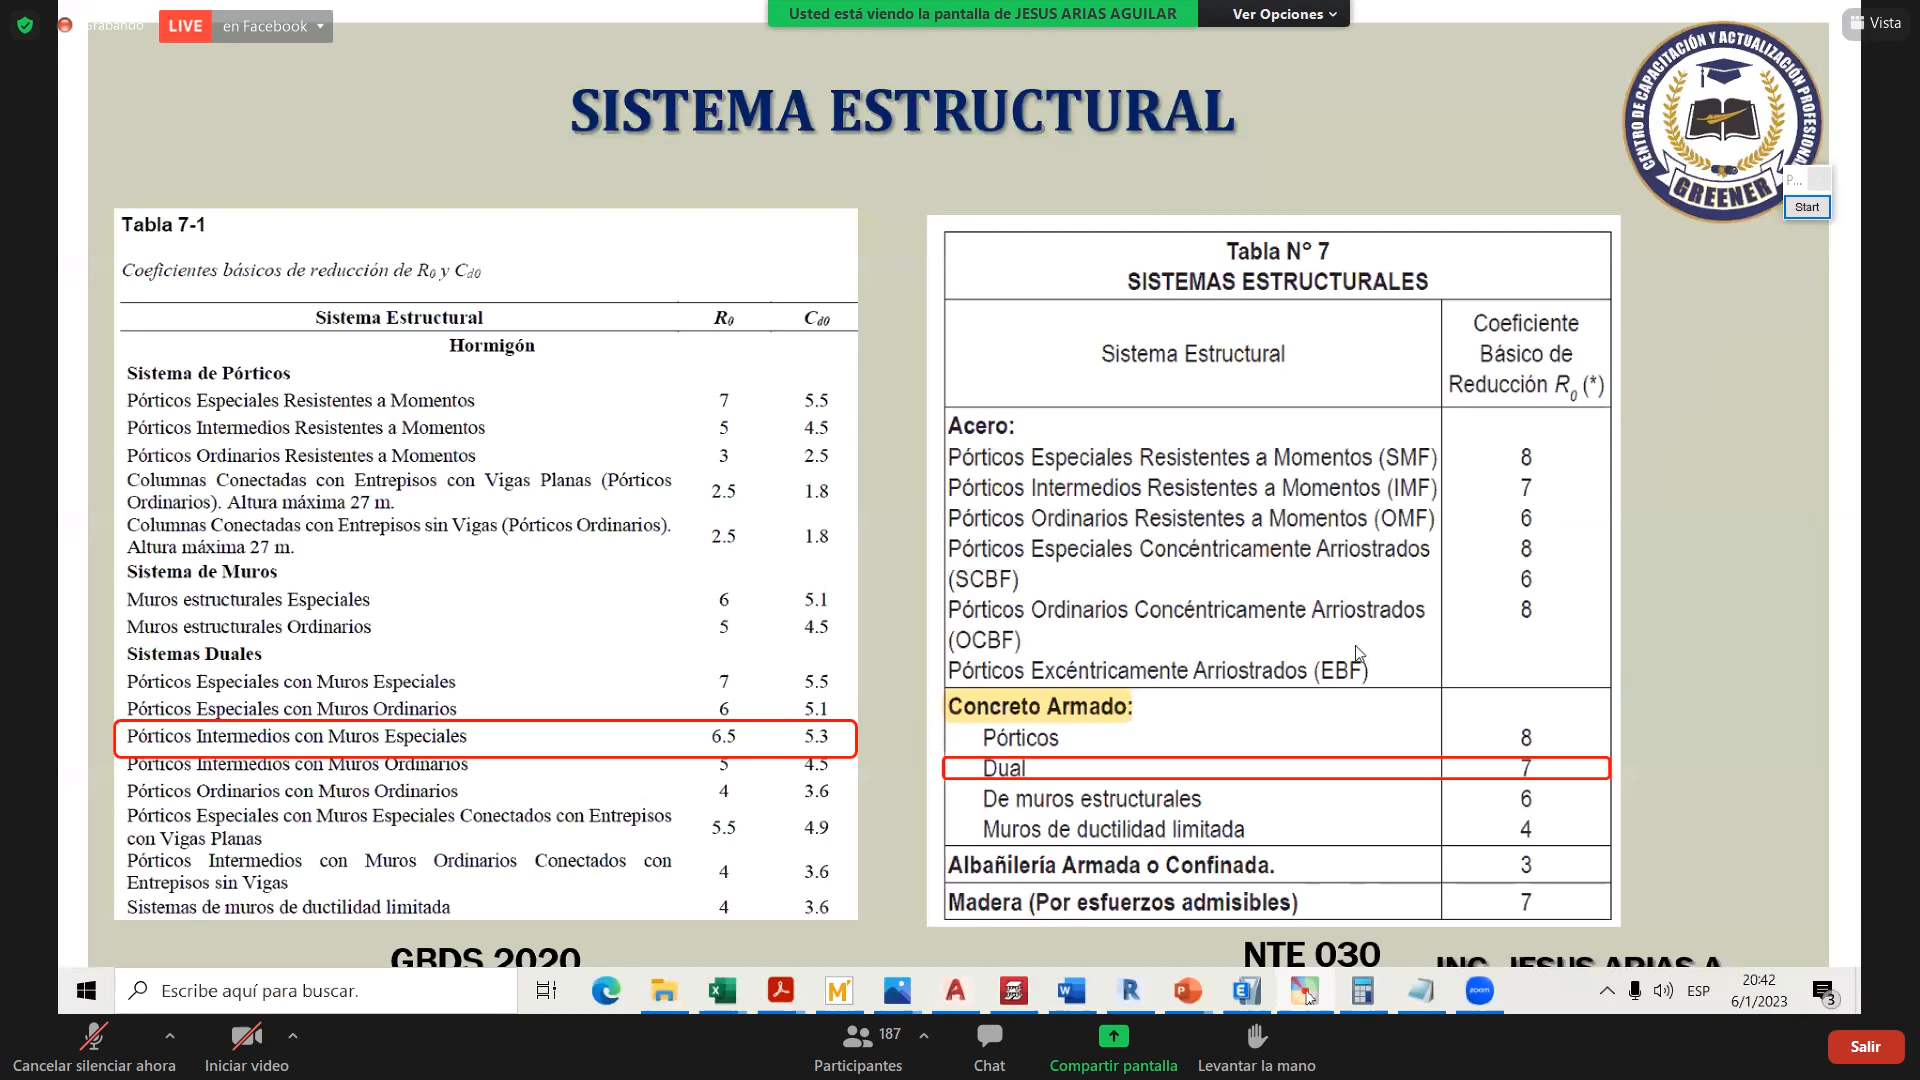 Grabando
LIVE en Facebook
Usted está viendo la pantalla de JESUS ARIAS AGUILAR
Ver Opciones
Vista
SISTEMA ESTRUCTURAL
CENTRO DE CAPACITACIÓN Y ACTUALIZACIÓN PROFESIONAL
GREENER
P...
Start
Tabla 7-1
Coeficientes básicos de reducción de R0 y Cd0
Sistema Estructural R0 Cd0
Hormigón
Sistema de Pórticos
Pórticos Especiales Resistentes a Momentos 7 5.5
Pórticos Intermedios Resistentes a Momentos 5 4.5
Pórticos Ordinarios Resistentes a Momentos 3 2.5
Columnas Conectadas con Entrepisos con Vigas Planas (Pórticos
Ordinarios). Altura máxima 27 m. 2.5 1.8
Columnas Conectadas con Entrepisos sin Vigas (Pórticos Ordinarios).
Altura máxima 27 m. 2.5 1.8
Sistema de Muros
Muros estructurales Especiales 6 5.1
Muros estructurales Ordinarios 5 4.5
Sistemas Duales
Pórticos Especiales con Muros Especiales 7 5.5
Pórticos Especiales con Muros Ordinarios 6 5.1
Pórticos Intermedios con Muros Especiales 6.5 5.3
Pórticos Intermedios con Muros Ordinarios 5 4.5
Pórticos Ordinarios con Muros Ordinarios 4 3.6
Pórticos Especiales con Muros Especiales Conectados con Entrepisos
con Vigas Planas 5.5 4.9
Pórticos Intermedios con Muros Ordinarios Conectados con
Entrepisos sin Vigas 4 3.6
Sistemas de muros de ductilidad limitada 4 3.6
GBDS 2020
Tabla N° 7
SISTEMAS ESTRUCTURALES
Sistema Estructural
Coeficiente
Básico de
Reducción R0 (*)
Acero:
Pórticos Especiales Resistentes a Momentos (SMF) 8
Pórticos Intermedios Resistentes a Momentos (IMF) 7
Pórticos Ordinarios Resistentes a Momentos (OMF) 6
Pórticos Especiales Concéntricamente Arriostrados 8
(SCBF) 6
Pórticos Ordinarios Concéntricamente Arriostrados 8
(OCBF)
Pórticos Excéntricamente Arriostrados (EBF)
Concreto Armado:
Pórticos 8
Dual 7
De muros estructurales 6
Muros de ductilidad limitada 4
Albañilería Armada o Confinada. 3
Madera (Por esfuerzos admisibles) 7
NTE 030
ING. JESUS ARIAS A
Escribe aquí para buscar.
zoom
ESP
20:42
6/1/2023
3
Cancelar silenciar ahora
Iniciar video
187
Participantes
Chat
Compartir pantalla
Levantar la mano
Salir